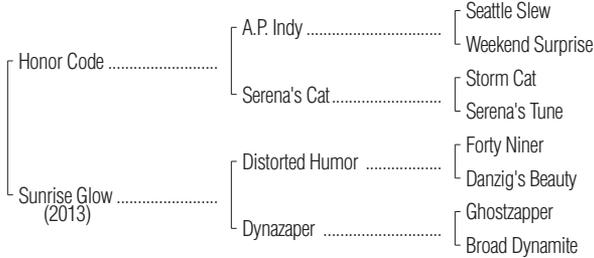 Seattle Slew
A.P. Indy ..............................
Weekend Surprise
Honor Code ........................
Storm Cat
Serena's Cat........................
Serena's Tune
Forty Niner
Distorted Humor .................
Danzig's Beauty
Sunrise Glow ......................
(2013)
Ghostzapper
Dynazaper ..........................
Broad Dynamite